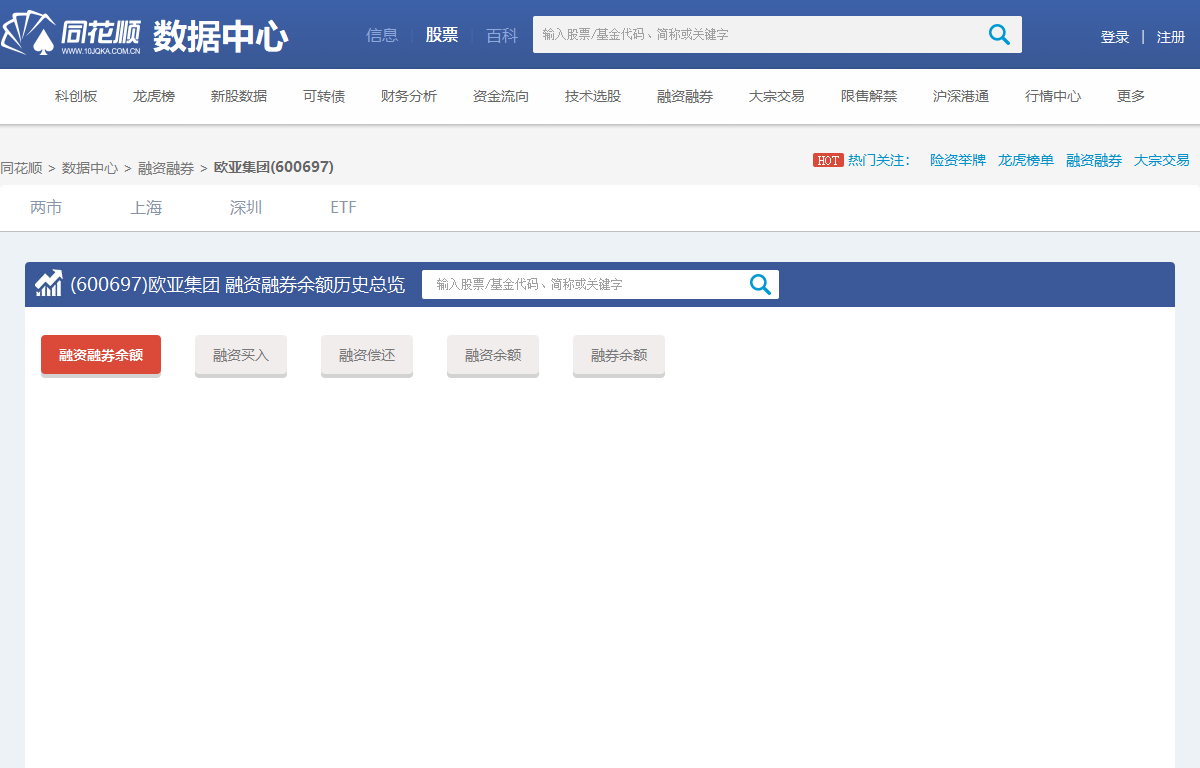 同花顺 WWW.10JQKA.COM.CN 数据中心 信息 股票 百科 输入股票/基金代码、简称或关键字 登录 | 注册
科创板 龙虎榜 新股数据 可转债 财务分析 资金流向 技术选股 融资融券 大宗交易 限售解禁 沪深港通 行情中心 更多
同花顺 > 数据中心 > 融资融券 > 欧亚集团(600697) HOT 热门关注： 险资举牌 龙虎榜单 融资融券 大宗交易
两市 上海 深圳 ETF
(600697)欧亚集团 融资融券余额历史总览 输入股票/基金代码、简称或关键字
融资融券余额 融资买入 融资偿还 融资余额 融券余额